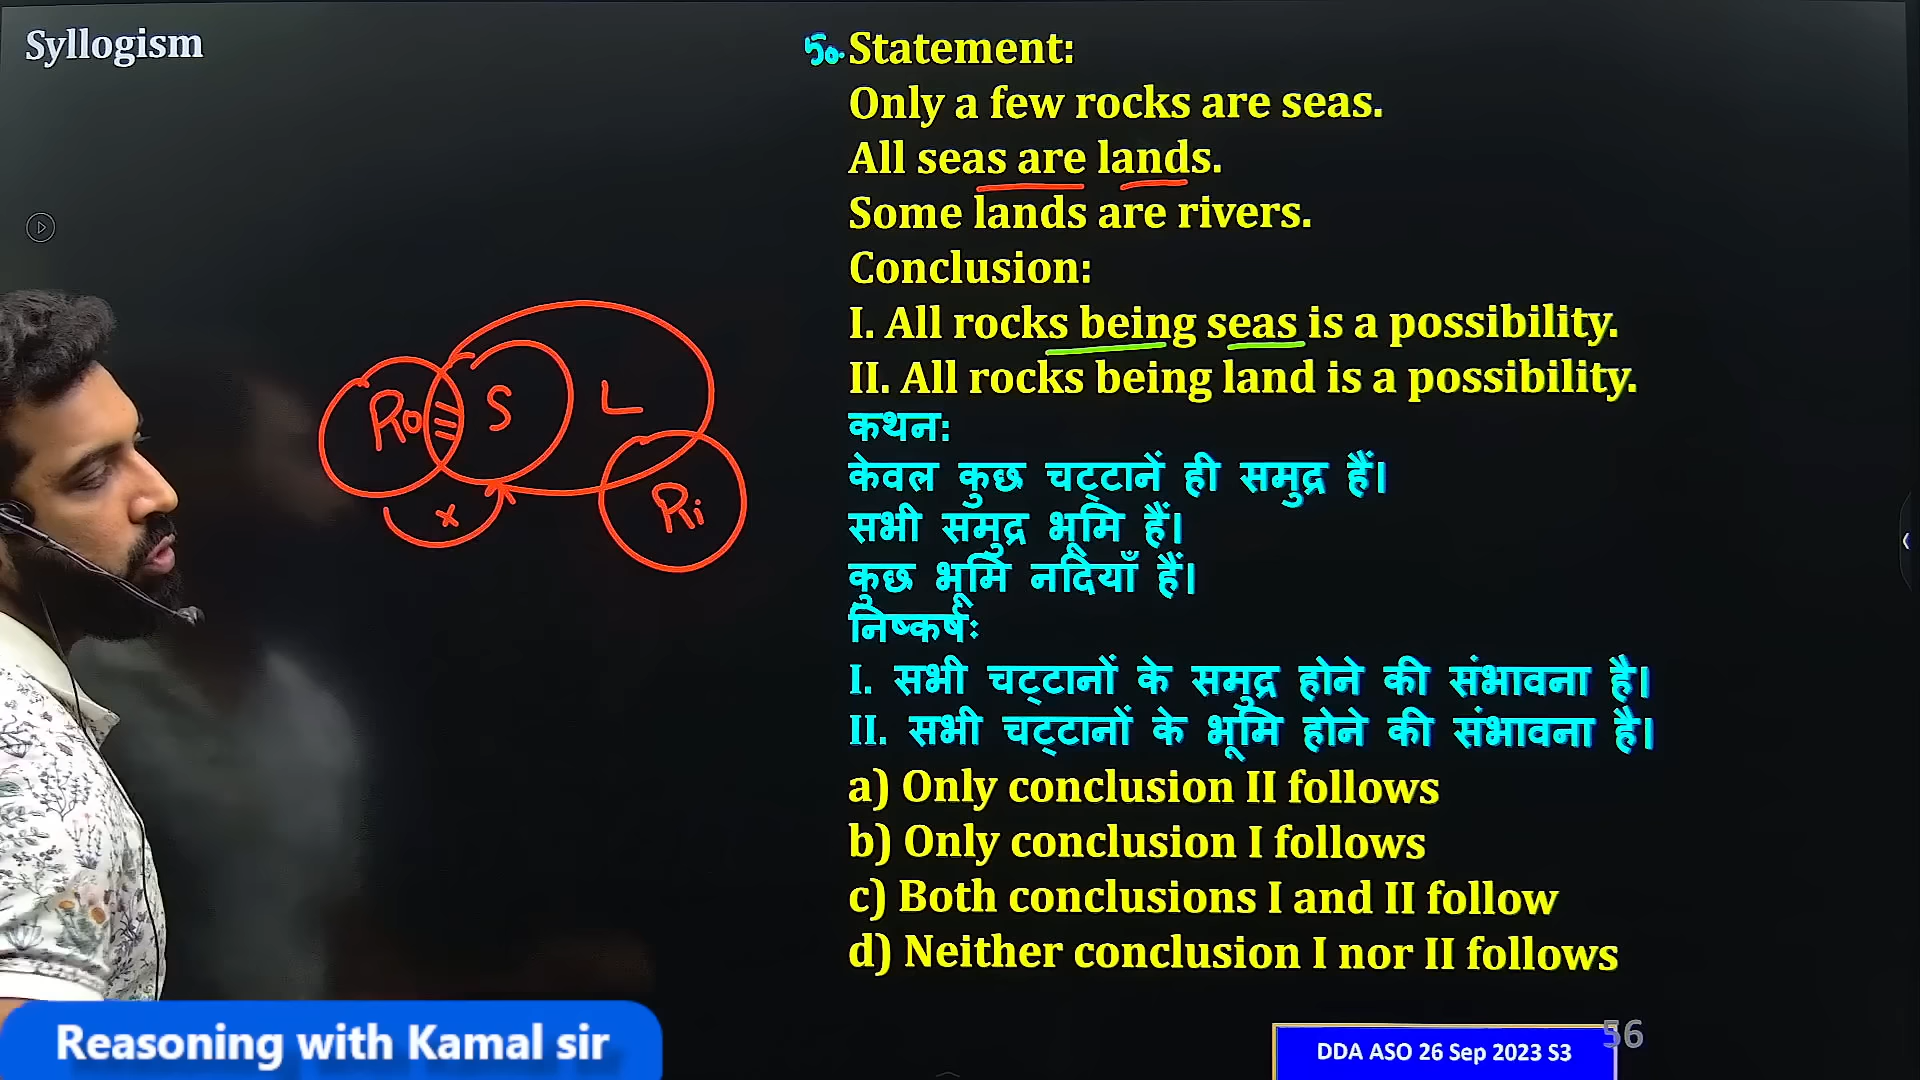 Syllogism
50. Statement:
Only a few rocks are seas.
All seas are lands.
Some lands are rivers.
Conclusion:
I. All rocks being seas is a possibility.
II. All rocks being land is a possibility.
कथन:
केवल कुछ चट्टानें ही समुद्र हैं।
सभी समुद्र भूमि हैं।
कुछ भूमि नदियाँ हैं।
निष्कर्ष:
I. सभी चट्टानों के समुद्र होने की संभावना है।
II. सभी चट्टानों के भूमि होने की संभावना है।
a) Only conclusion II follows
b) Only conclusion I follows
c) Both conclusions I and II follow
d) Neither conclusion I nor II follows
Ro S L
Ri
x
Reasoning with Kamal sir
DDA ASO 26 Sep 2023 S3
56